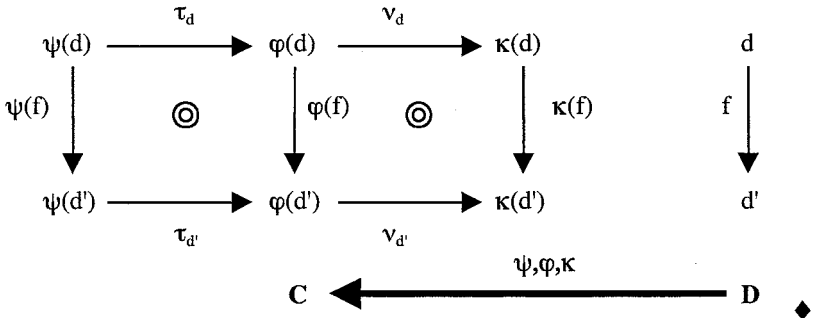 τ_d ν_d
ψ(d) φ(d) κ(d) d
ψ(f) φ(f) κ(f) f
ψ(d') φ(d') κ(d') d'
τ_d' ν_d'
ψ,φ,κ
C D